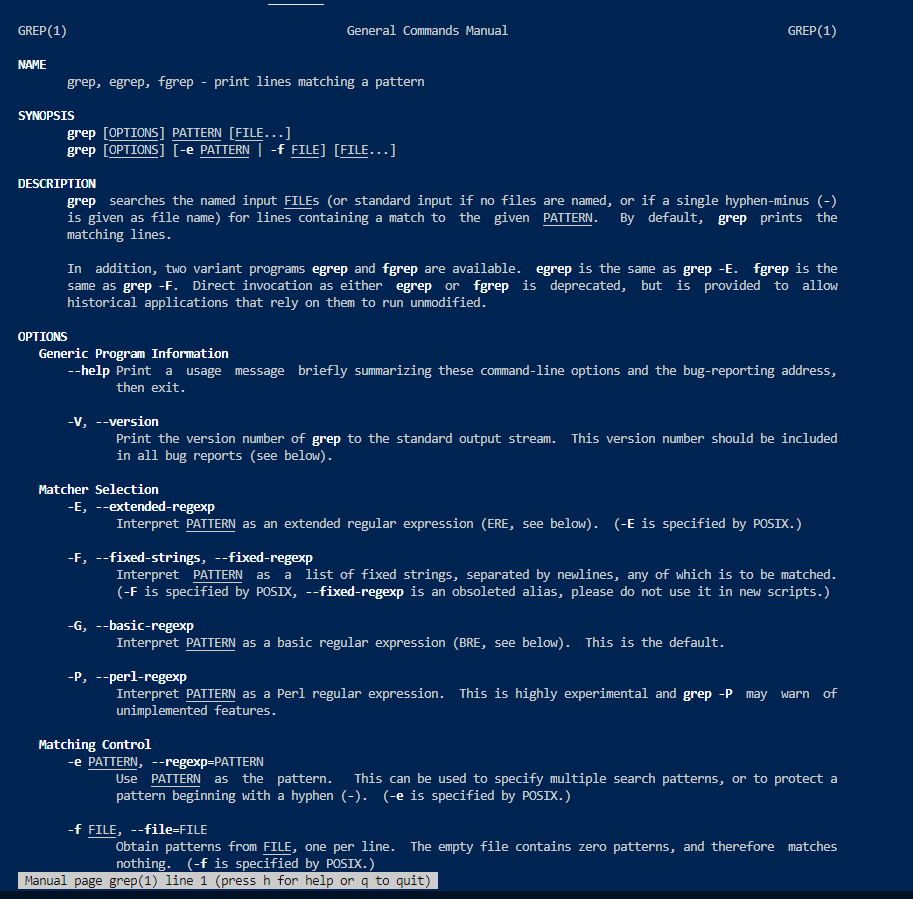 GREP(1) General Commands Manual GREP(1)
NAME
grep, egrep, fgrep - print lines matching a pattern
SYNOPSIS
grep [OPTIONS] PATTERN [FILE...]
grep [OPTIONS] [-e PATTERN | -f FILE] [FILE...]
DESCRIPTION
grep searches the named input FILEs (or standard input if no files are named, or if a single hyphen-minus (-)
is given as file name) for lines containing a match to the given PATTERN. By default, grep prints the
matching lines.
In addition, two variant programs egrep and fgrep are available. egrep is the same as grep -E. fgrep is the
same as grep -F. Direct invocation as either egrep or fgrep is deprecated, but is provided to allow
historical applications that rely on them to run unmodified.
OPTIONS
Generic Program Information
--help Print a usage message briefly summarizing these command-line options and the bug-reporting address,
then exit.
-V, --version
Print the version number of grep to the standard output stream. This version number should be included
in all bug reports (see below).
Matcher Selection
-E, --extended-regexp
Interpret PATTERN as an extended regular expression (ERE, see below). (-E is specified by POSIX.)
-F, --fixed-strings, --fixed-regexp
Interpret PATTERN as a list of fixed strings, separated by newlines, any of which is to be matched.
(-F is specified by POSIX, --fixed-regexp is an obsoleted alias, please do not use it in new scripts.)
-G, --basic-regexp
Interpret PATTERN as a basic regular expression (BRE, see below). This is the default.
-P, --perl-regexp
Interpret PATTERN as a Perl regular expression. This is highly experimental and grep -P may warn of
unimplemented features.
Matching Control
-e PATTERN, --regexp=PATTERN
Use PATTERN as the pattern. This can be used to specify multiple search patterns, or to protect a
pattern beginning with a hyphen (-). (-e is specified by POSIX.)
-f FILE, --file=FILE
Obtain patterns from FILE, one per line. The empty file contains zero patterns, and therefore matches
nothing. (-f is specified by POSIX.)
Manual page grep(1) line 1 (press h for help or q to quit)